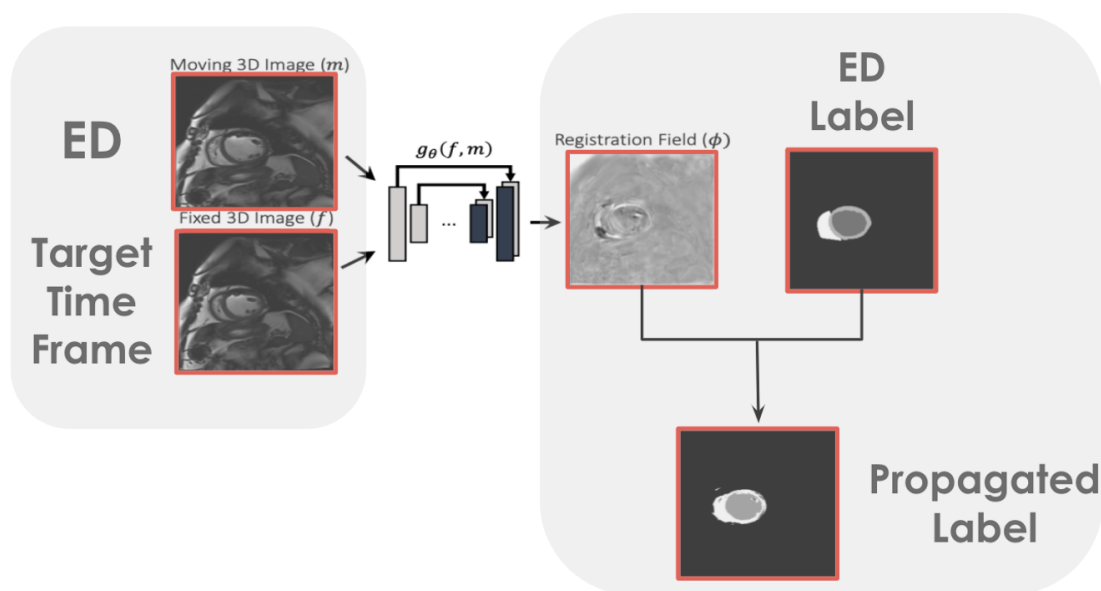 Moving 3D Image (m)
ED
Fixed 3D Image (f)
Target
Time
Frame
g_θ(f, m)
...
Registration Field (ϕ)
ED
Label
Propagated
Label